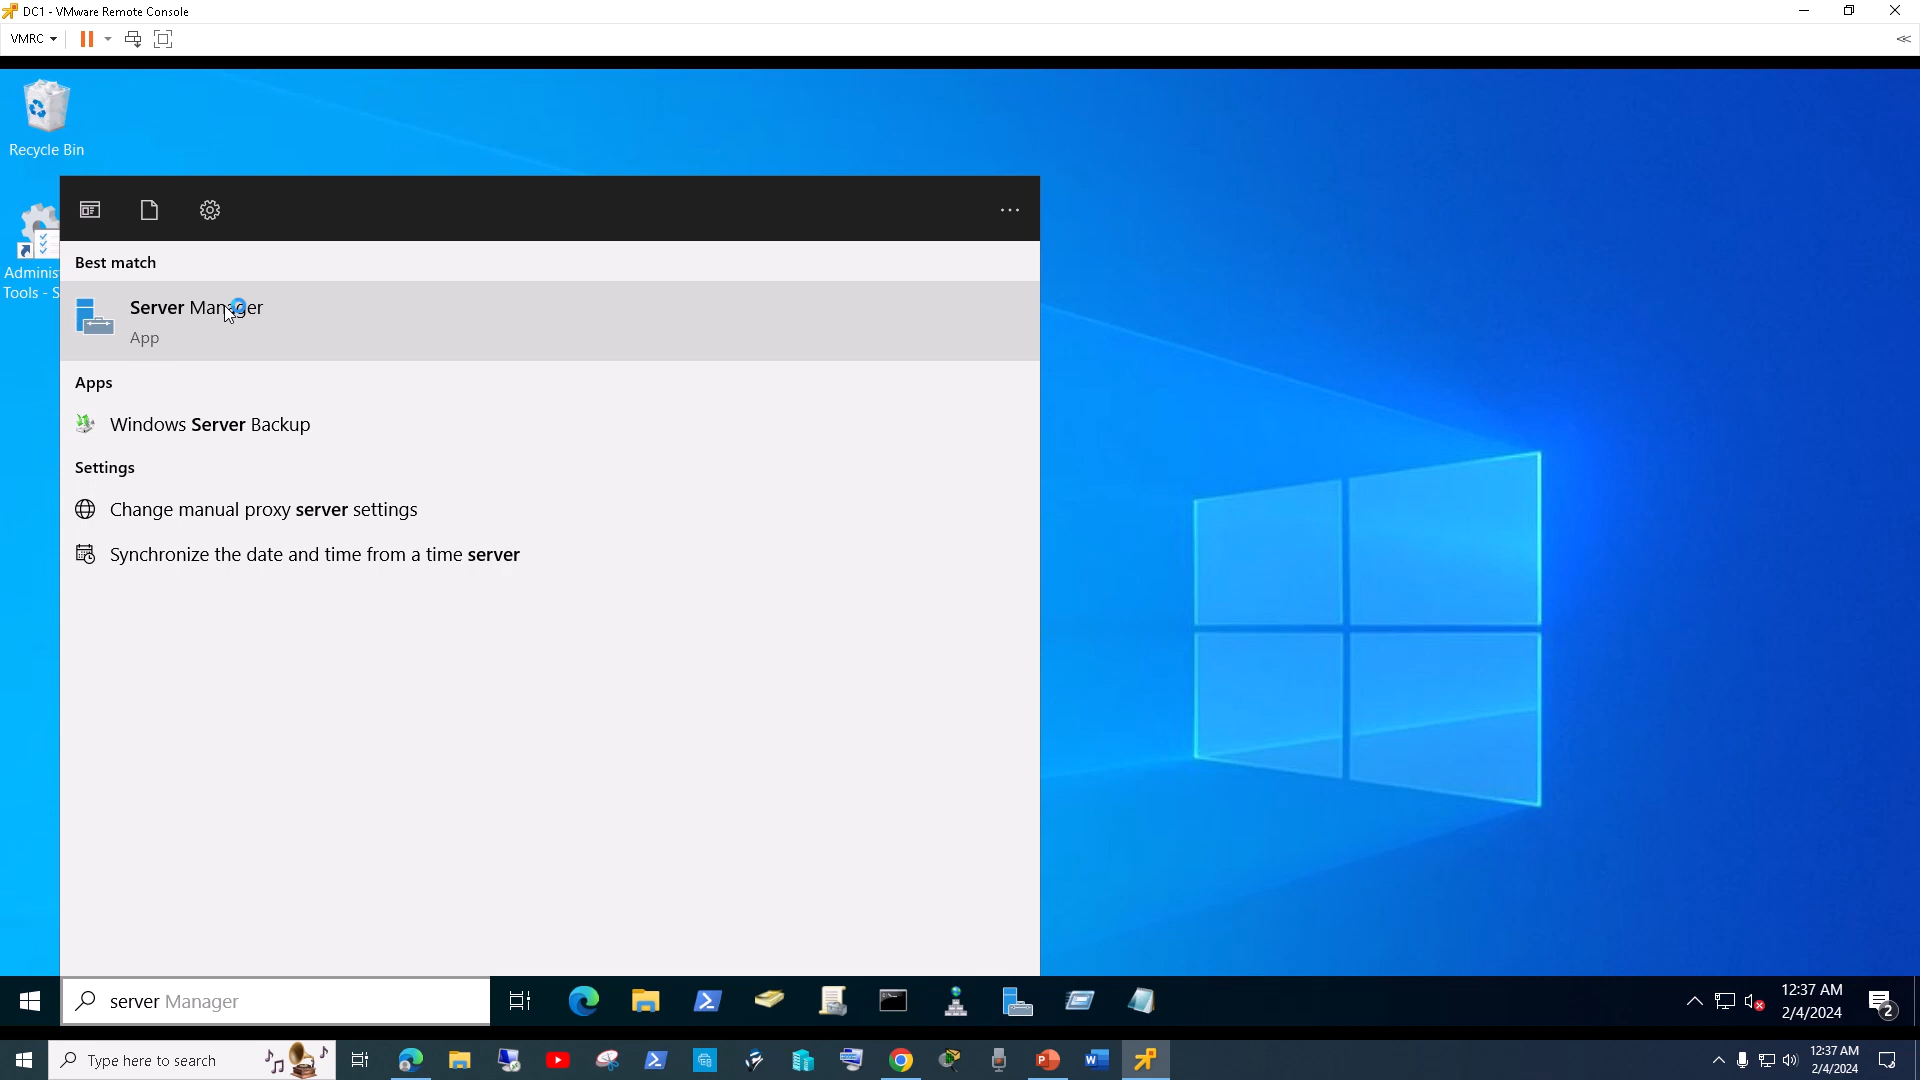 DC1 - VMware Remote Console
VMRC
Recycle Bin
Adminis
Tools - S
Best match
Server Manager
App
Apps
Windows Server Backup
Settings
Change manual proxy server settings
Synchronize the date and time from a time server
server Manager
12:37 AM
2/4/2024
2
Type here to search
12:37 AM
2/4/2024